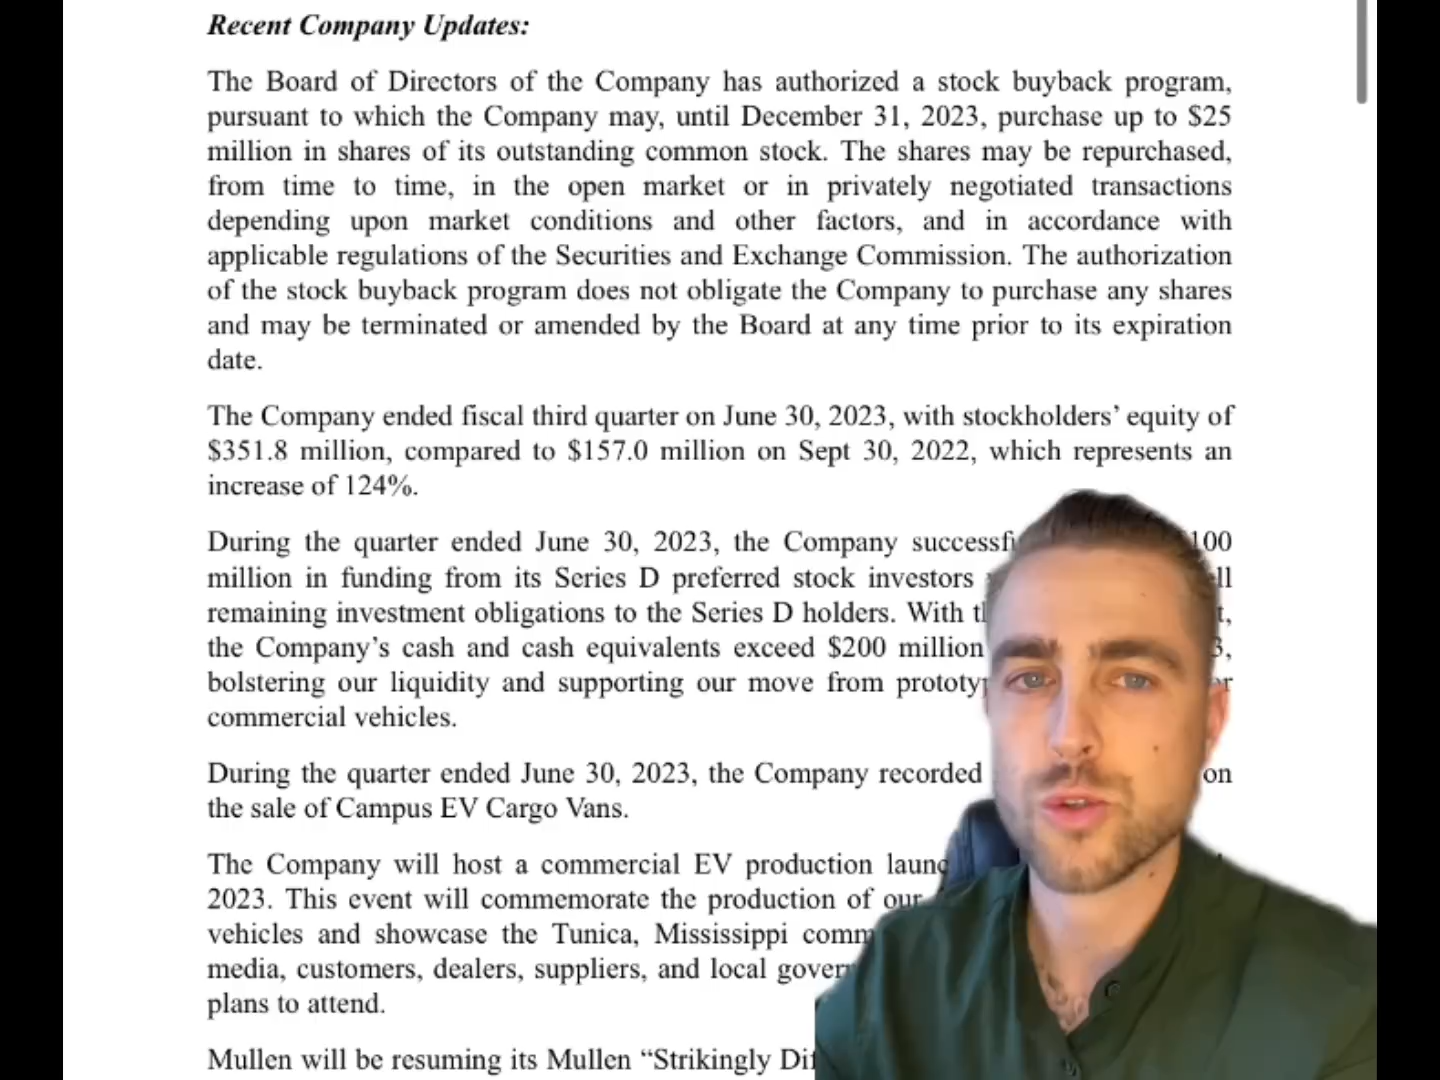 Recent Company Updates:
The Board of Directors of the Company has authorized a stock buyback program,
pursuant to which the Company may, until December 31, 2023, purchase up to $25
million in shares of its outstanding common stock. The shares may be repurchased,
from time to time, in the open market or in privately negotiated transactions
depending upon market conditions and other factors, and in accordance with
applicable regulations of the Securities and Exchange Commission. The authorization
of the stock buyback program does not obligate the Company to purchase any shares
and may be terminated or amended by the Board at any time prior to its expiration
date.
The Company ended fiscal third quarter on June 30, 2023, with stockholders' equity of
$351.8 million, compared to $157.0 million on Sept 30, 2022, which represents an
increase of 124%.
During the quarter ended June 30, 2023, the Company 100
million in funding from its Series D preferred stock investors
remaining investment obligations to the Series D holders. With
the Company's cash and cash equivalents exceed $200 million
bolstering our liquidity and supporting our move from
commercial vehicles.
During the quarter ended June 30, 2023, the Company recorded on
the sale of Campus EV Cargo Vans.
The Company will host a commercial EV production
2023. This event will commemorate the production of our
vehicles and showcase the Tunica, Mississippi
media, customers, dealers, suppliers, and local
plans to attend.
Mullen will be resuming its Mullen “Strikingly